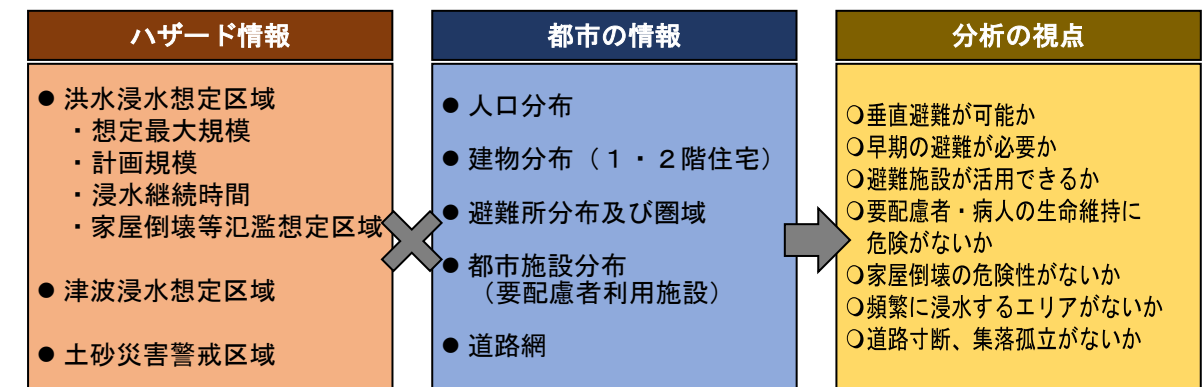 ハザード情報
● 洪水浸水想定区域
・想定最大規模
・計画規模
・浸水継続時間
・家屋倒壊等氾濫想定区域
● 津波浸水想定区域
● 土砂災害警戒区域
都市の情報
● 人口分布
● 建物分布（１・２階住宅）
● 避難所分布及び圏域
● 都市施設分布
（要配慮者利用施設）
● 道路網
分析の視点
○垂直避難が可能か
○早期の避難が必要か
○避難施設が活用できるか
○要配慮者・病人の生命維持に
危険がないか
○家屋倒壊の危険性がないか
○頻繁に浸水するエリアがないか
○道路寸断、集落孤立がないか